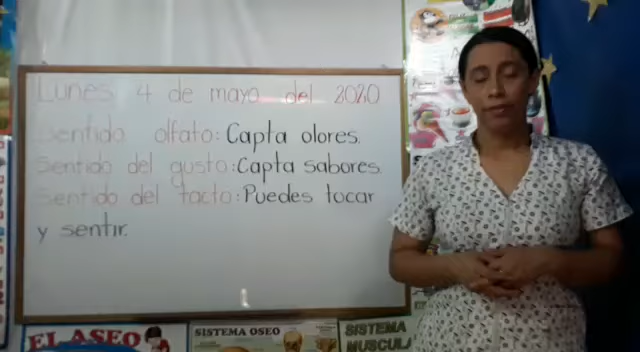 Lunes 4 de mayo del 2020
Sentido olfato: Capta olores.
Sentido del gusto: Capta sabores.
Sentido del tacto: Puedes tocar
y sentir.
EL ASEO
SISTEMA OSEO
SISTEMA
MUSCUL